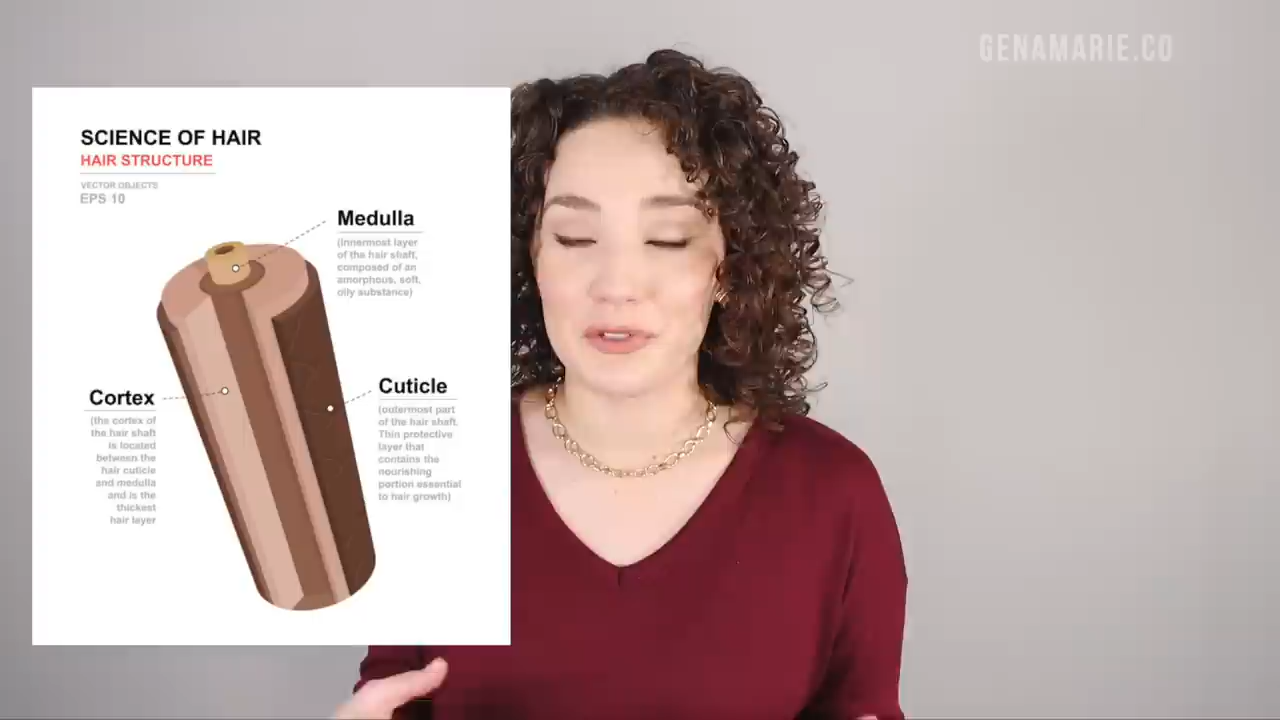 GENAMARIE.CO
SCIENCE OF HAIR
HAIR STRUCTURE
VECTOR OBJECTS
EPS 10
Medulla
(innermost layer
of the hair shaft,
composed of an
amorphous, soft,
oily substance)
Cortex
(the cortex of
the hair shaft
is located
between the
hair cuticle
and medulla
and is the
thickest
hair layer
Cuticle
(outermost part
of the hair shaft.
Thin protective
layer that
contains the
nourishing
portion essential
to hair growth)